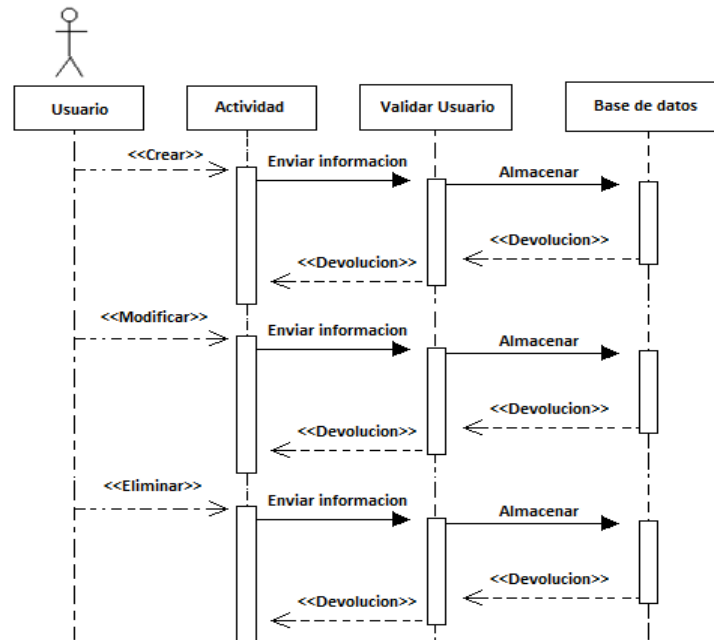 Usuario
Actividad
Validar Usuario
Base de datos
<<Crear>>
Enviar informacion
Almacenar
<<Devolucion>>
<<Devolucion>>
<<Modificar>>
Enviar informacion
Almacenar
<<Devolucion>>
<<Devolucion>>
<<Eliminar>>
Enviar informacion
Almacenar
<<Devolucion>>
<<Devolucion>>